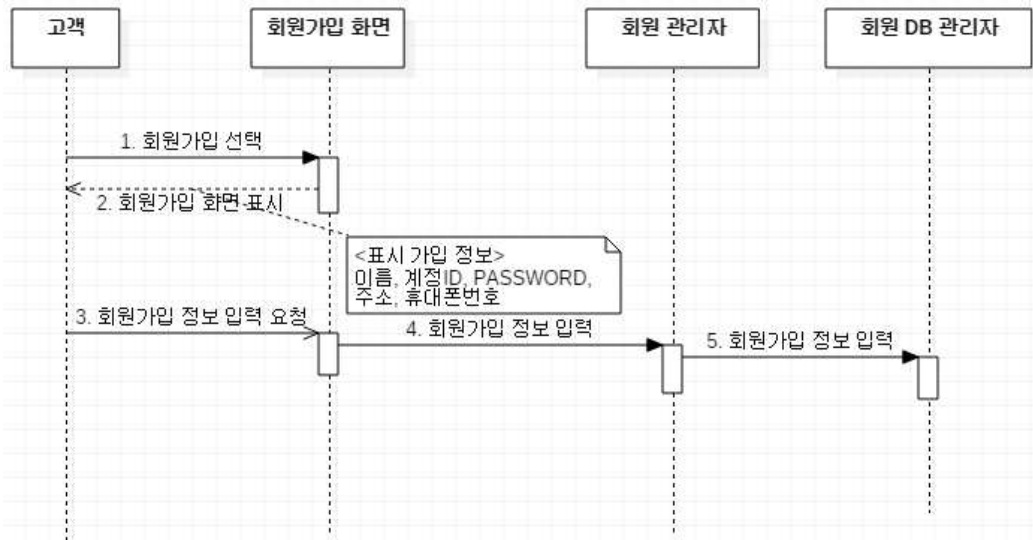 고객
회원가입 화면
회원 관리자
회원 DB 관리자
1. 회원가입 선택
2. 회원가입 화면 표시
<표시 가입 정보>
이름, 계정ID, PASSWORD,
주소, 휴대폰번호
3. 회원가입 정보 입력 요청
4. 회원가입 정보 입력
5. 회원가입 정보 입력